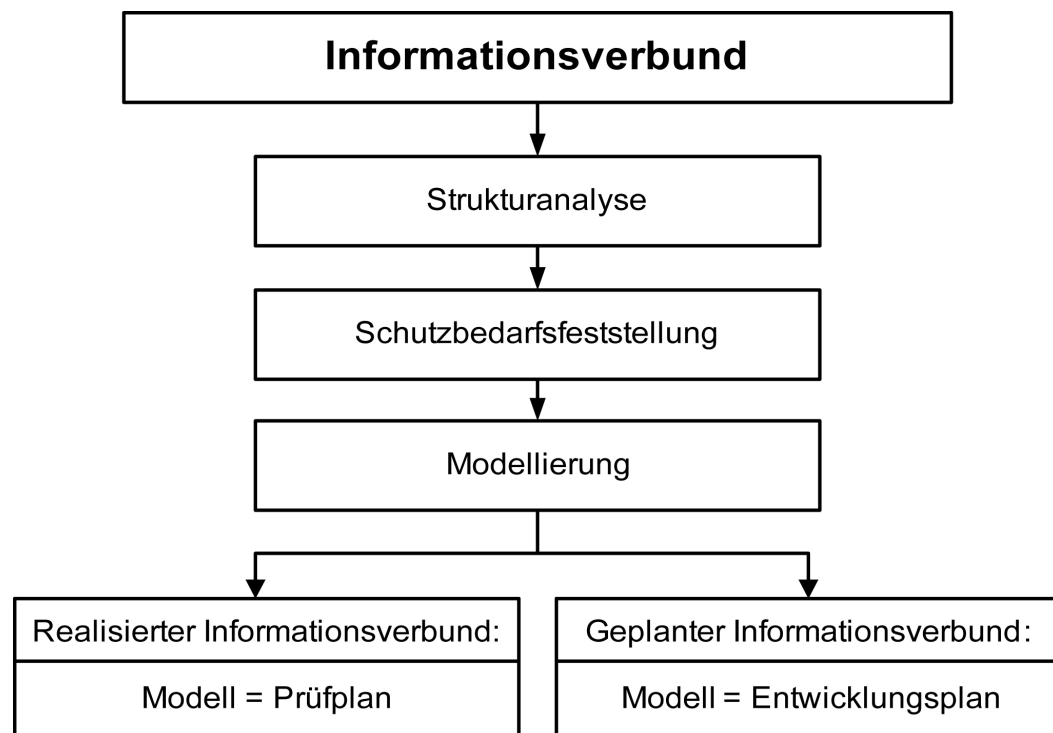 Informationsverbund
Strukturanalyse
Schutzbedarfsfeststellung
Modellierung
Realisierter Informationsverbund:
Modell = Prüfplan
Geplanter Informationsverbund:
Modell = Entwicklungsplan